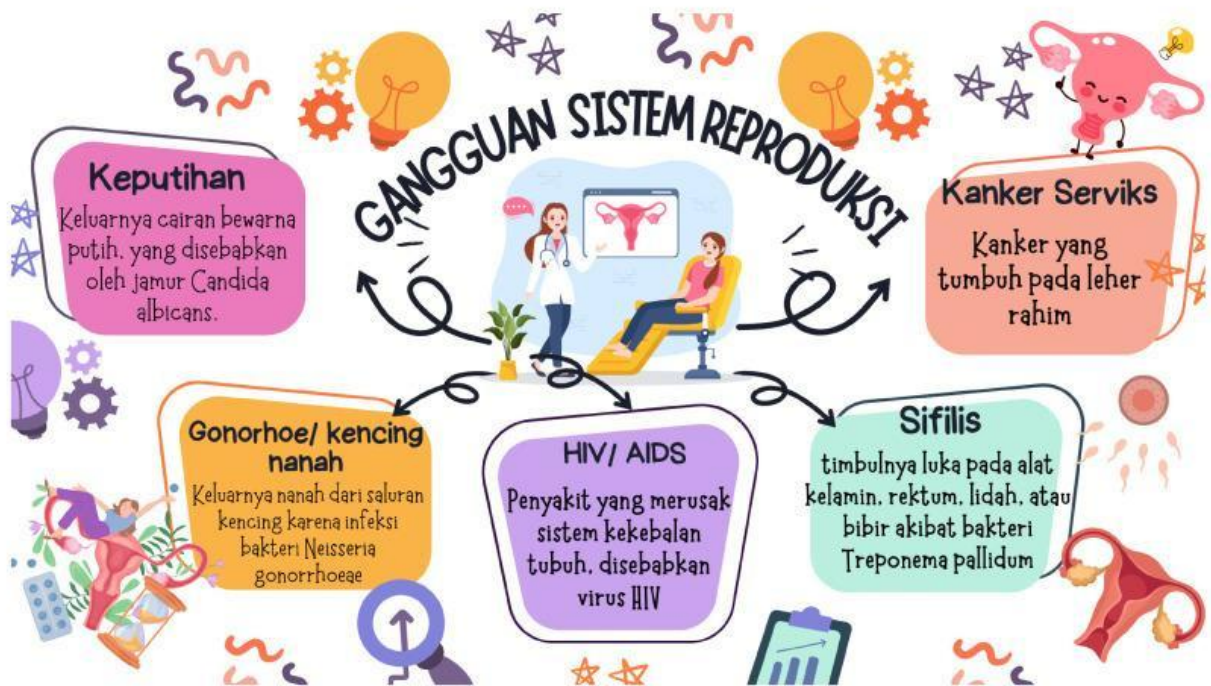 GANGGUAN SISTEM REPRODUKSI
Keputihan
Keluarnya cairan bewarna
putih, yang disebabkan
oleh jamur Candida
albicans.
Kanker Serviks
Kanker yang
tumbuh pada leher
rahim
Gonorhoe/ kencing
nanah
Keluarnya nanah dari saluran
kencing karena infeksi
bakteri Neisseria
gonorrhoeae
HIV/ AIDS
Penyakit yang merusak
sistem kekebalan
tubuh, disebabkan
virus HIV
Sifilis
timbulnya luka pada alat
kelamin, rektum, lidah, atau
bibir akibat bakteri
Treponema pallidum